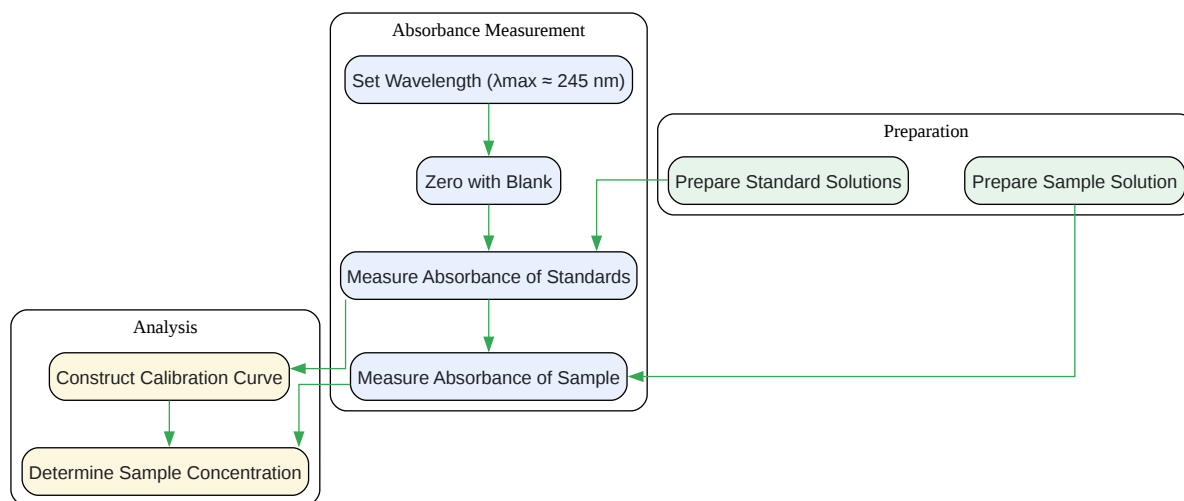 Absorbance Measurement
Set Wavelength (λmax ≈ 245 nm)
Zero with Blank
Measure Absorbance of Standards
Measure Absorbance of Sample
Preparation
Prepare Standard Solutions
Prepare Sample Solution
Analysis
Construct Calibration Curve
Determine Sample Concentration